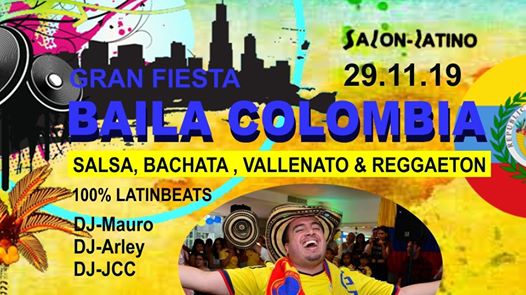 SALON-LATINO
GRAN FIESTA
29.11.19
BAILA COLOMBIA
SALSA, BACHATA , VALLENATO & REGGAETON
100% LATINBEATS
DJ-Mauro
DJ-Arley
DJ-JCC